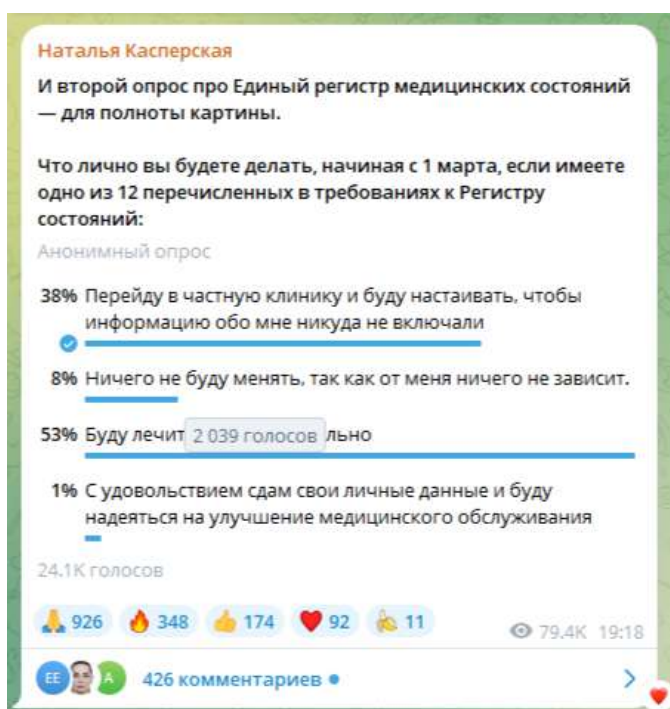 Наталья Касперская
И второй опрос про Единый регистр медицинских состояний
— для полноты картины.
Что лично вы будете делать, начиная с 1 марта, если имеете
одно из 12 перечисленных в требованиях к Регистру
состояний:
Анонимный опрос
38% Перейду в частную клинику и буду настаивать, чтобы
информацию обо мне никуда не включали
8% Ничего не буду менять, так как от меня ничего не зависит.
53% Буду лечит 2 039 голосов льно
1% С удовольствием сдам свои личные данные и буду
надеяться на улучшение медицинского обслуживания
24.1K голосов
926 348 174 92 11
79.4K 19:18
ЕЕ А 426 комментариев